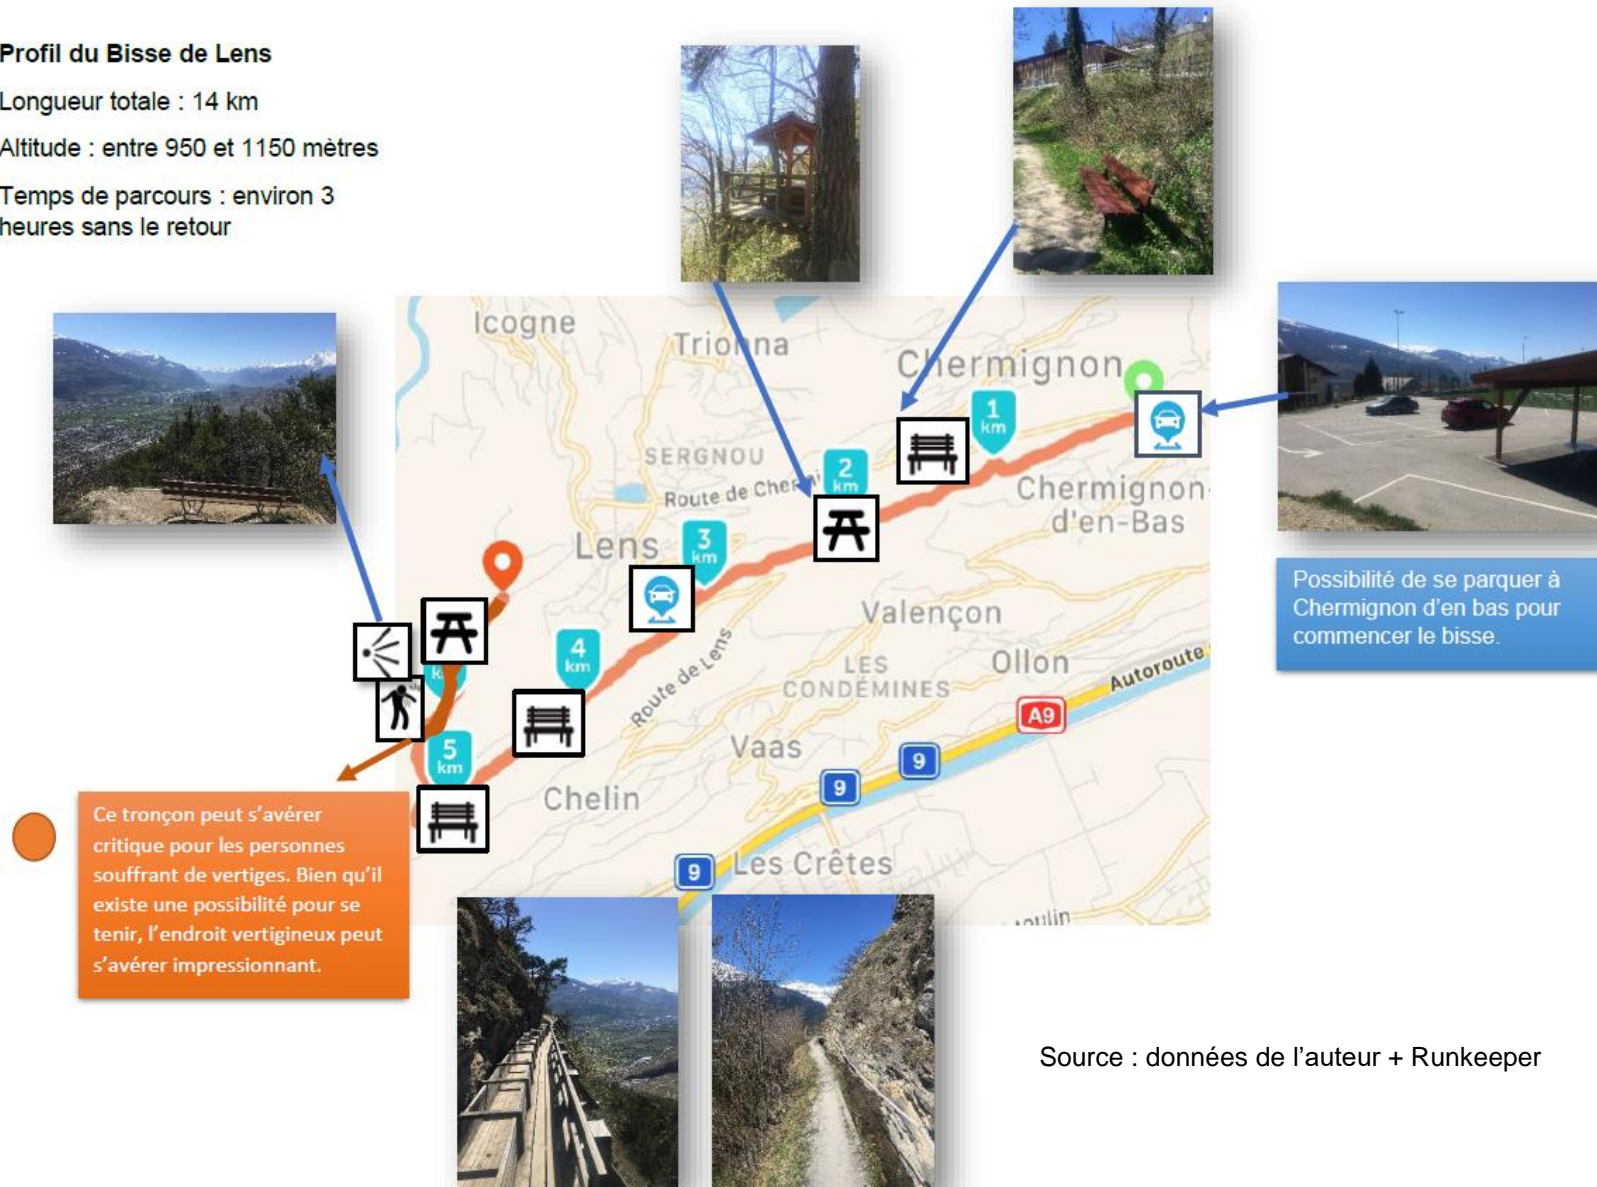 Profil du Bisse de Lens
Longueur totale : 14 km
Altitude : entre 950 et 1150 mètres
Temps de parcours : environ 3
heures sans le retour
Icogne
Trionna
Chermignon
1
km
SERGNOU
2
km
Route de Chermi
Chermignon-
d'en-Bas
Lens
3
km
Possibilité de se parquer à
Chermignon d'en bas pour
commencer le bisse.
Valençon
4
km
Route de Lens
LES
CONDÉMINES
Ollon
Autoroute
A9
Vaas
9
5
km
9
Chelin
Ce tronçon peut s'avérer
critique pour les personnes
souffrant de vertiges. Bien qu'il
existe une possibilité pour se
tenir, l'endroit vertigineux peut
s'avérer impressionnant.
9
Les Crêtes
Source : données de l'auteur + Runkeeper